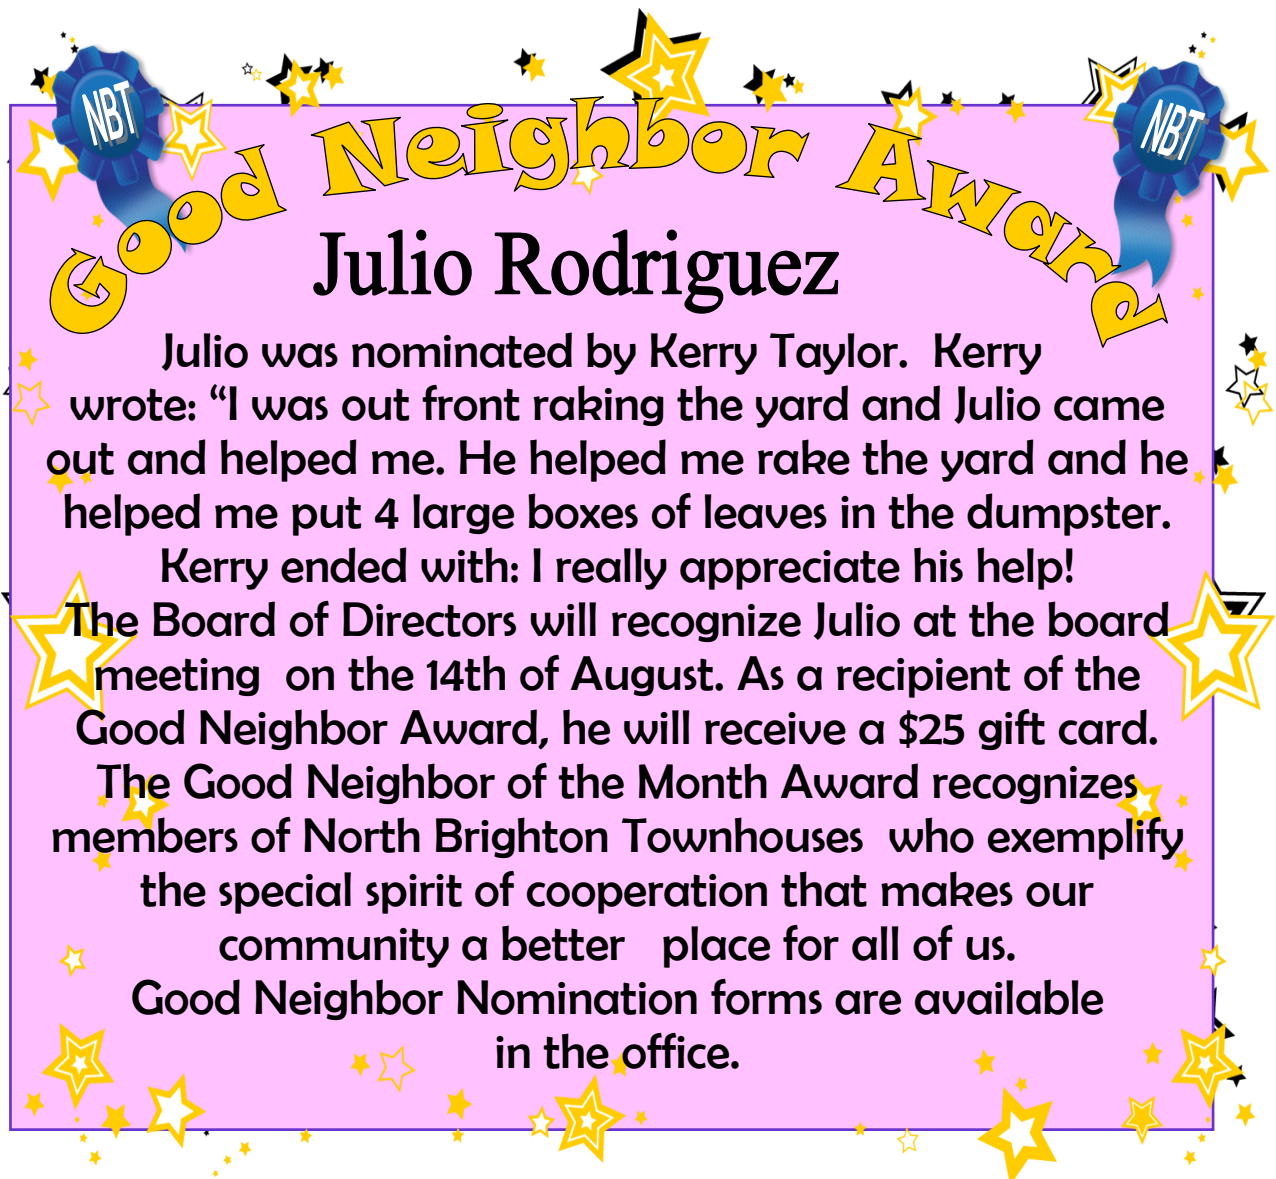 NBT
NBT
Good Neighbor Award
Julio Rodriguez
Julio was nominated by Kerry Taylor.  Kerry
wrote: “I was out front raking the yard and Julio came
out and helped me. He helped me rake the yard and he
helped me put 4 large boxes of leaves in the dumpster.
Kerry ended with: I really appreciate his help!
The Board of Directors will recognize Julio at the board
meeting  on the 14th of August. As a recipient of the
Good Neighbor Award, he will receive a $25 gift card.
The Good Neighbor of the Month Award recognizes
members of North Brighton Townhouses  who exemplify
the special spirit of cooperation that makes our
community a better   place for all of us.
Good Neighbor Nomination forms are available
in the office.